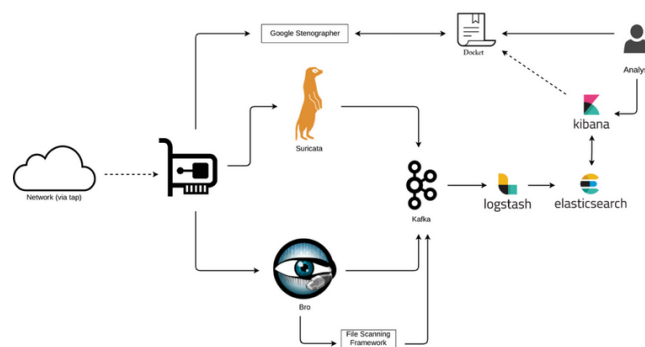 Google Stenographer
Docket
Analys
Suricata
kibana
Network (via tap)
Kafka
logstash
elasticsearch
Bro
File Scanning
Framework